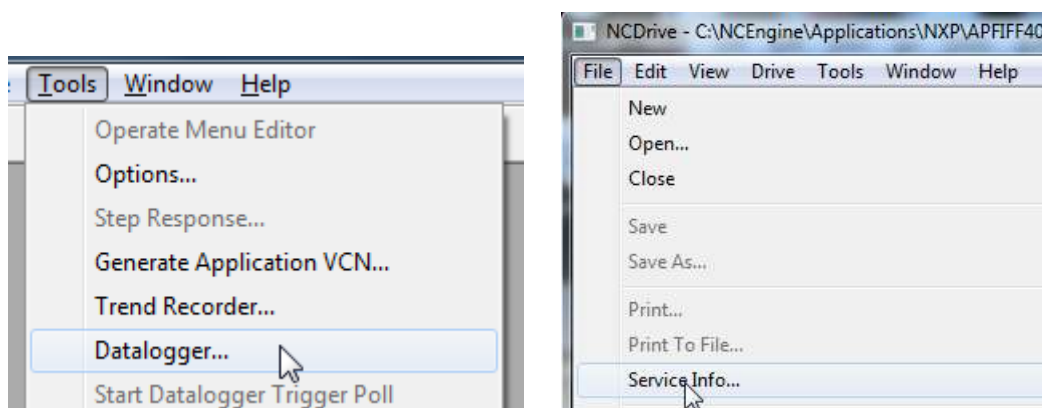 Tools Window Help
Operate Menu Editor
Options...
Step Response...
Generate Application VCN...
Trend Recorder...
Datalogger...
Start Datalogger Trigger Poll
NCDrive - C:\NCEngine\Applications\NXP\APFIFF40
File Edit View Drive Tools Window Help
New
Open...
Close
Save
Save As...
Print...
Print To File...
Service Info...